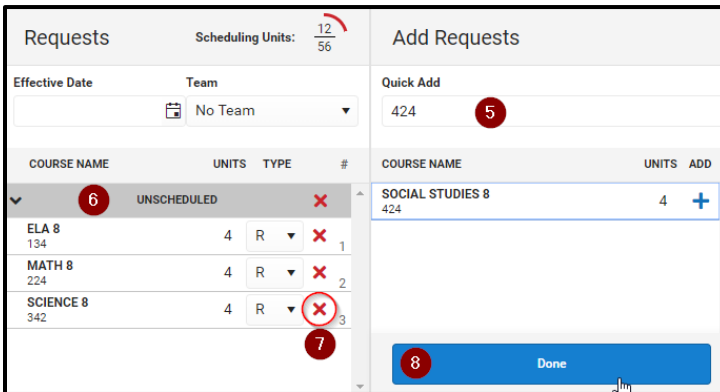 Requests
Scheduling Units: 12
56
Effective Date
Team
No Team
COURSE NAME UNITS TYPE #
6 UNSCHEDULED
ELA 8
134
4 R 1
MATH 8
224
4 R 2
SCIENCE 8
342
4 R 3
7
Add Requests
Quick Add
424 5
COURSE NAME UNITS ADD
SOCIAL STUDIES 8
424
4
8 Done